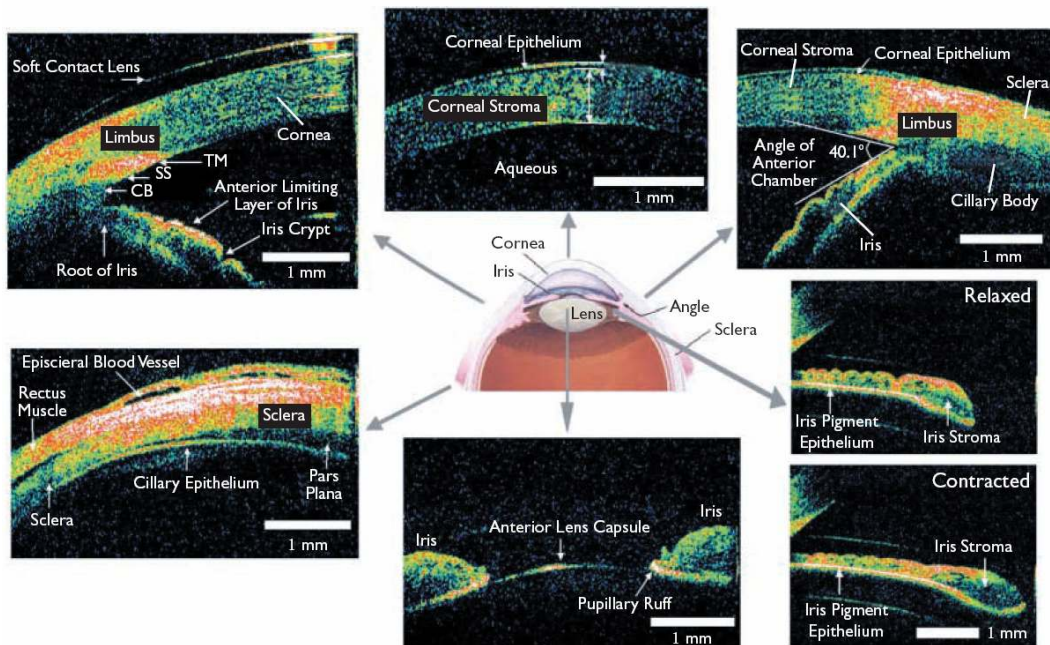 Soft Contact Lens
Limbus
Cornea
TM
SS
CB
Anterior Limiting
Layer of Iris
Iris Crypt
Root of Iris
1 mm
Corneal Epithelium
Corneal Stroma
Aqueous
1 mm
Corneal Stroma
Corneal Epithelium
Sclera
Limbus
Angle of
Anterior
Chamber
40.1°
Cillary Body
Iris
1 mm
Cornea
Iris
Lens
Angle
Sclera
Episcieral Blood Vessel
Rectus
Muscle
Sclera
Cillary Epithelium
Pars
Plana
Sclera
1 mm
Iris
Anterior Lens Capsule
Iris
Pupillary Ruff
1 mm
Relaxed
Iris Pigment
Epithelium
Iris Stroma
Contracted
Iris Stroma
Iris Pigment
Epithelium
1 mm